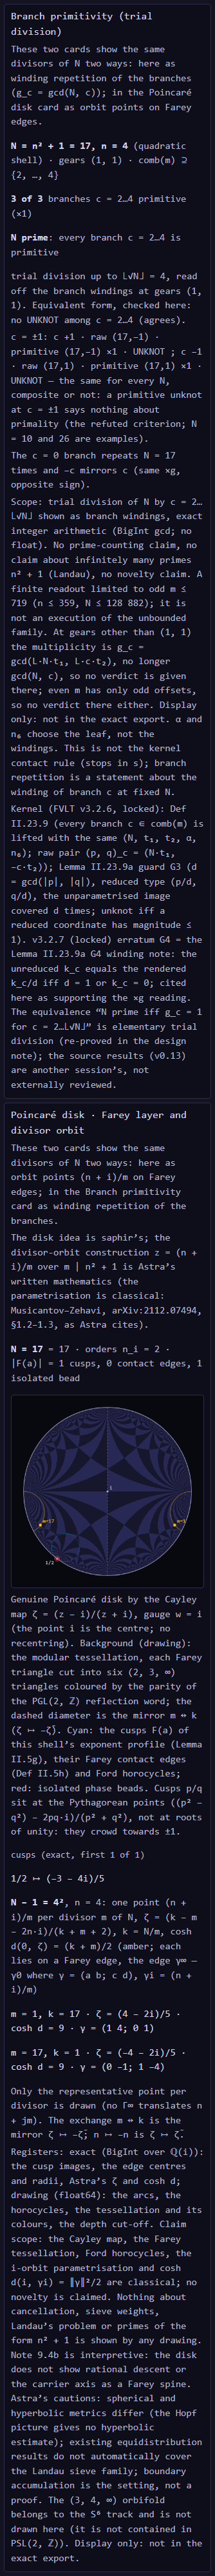 Branch primitivity (trial
division)
These two cards show the same
divisors of N two ways: here as
winding repetition of the branches
(g_c = gcd(N, c)); in the Poincaré
disk card as orbit points on Farey
edges.
N = n² + 1 = 17, n = 4 (quadratic
shell) · gears (1, 1) · comb(m) ⊇
{2, …, 4}
3 of 3 branches c = 2…4 primitive
(×1)
N prime: every branch c = 2…4 is
primitive
trial division up to ⌊√N⌋ = 4, read
off the branch windings at gears (1,
1). Equivalent form, checked here:
no UNKNOT among c = 2…4 (agrees).
c = ±1: c +1 · raw (17,−1) ·
primitive (17,−1) ×1 · UNKNOT ; c −1
· raw (17,1) · primitive (17,1) ×1 ·
UNKNOT — the same for every N,
composite or not: a primitive unknot
at c = ±1 says nothing about
primality (the refuted criterion; N
= 10 and 26 are examples).
The c = 0 branch repeats N = 17
times and −c mirrors c (same ×g,
opposite sign).
Scope: trial division of N by c = 2…
⌊√N⌋ shown as branch windings, exact
integer arithmetic (BigInt gcd; no
float). No prime-counting claim, no
claim about infinitely many primes
n² + 1 (Landau), no novelty claim. A
finite readout limited to odd m ≤
719 (n ≤ 359, N ≤ 128 882); it is
not an execution of the unbounded
family. At gears other than (1, 1)
the multiplicity is g_c =
gcd(L·N·t₁, L·c·t₂), no longer
gcd(N, c), so no verdict is given
there; even m has only odd offsets,
so no verdict there either. Display
only: not in the exact export. α and
n₆ choose the leaf, not the
windings. This is not the kernel
contact rule (stops in s); branch
repetition is a statement about the
winding of branch c at fixed N.
Kernel (FVLT v3.2.6, locked): Def
II.23.9 (every branch c ∈ comb(m) is
lifted with the same (N, t₁, t₂, α,
n₆); raw pair (p, q)_c = (N·t₁,
−c·t₂)); Lemma II.23.9a guard G3 (d
= gcd(|p|, |q|), reduced type (p/d,
q/d), the unparametrised image
covered d times; unknot iff a
reduced coordinate has magnitude ≤
1). v3.2.7 (locked) erratum G4 = the
Lemma II.23.9a G4 winding note: the
unreduced k_c equals the rendered
k_c/d iff d = 1 or k_c = 0; cited
here as supporting the ×g reading.
The equivalence “N prime iff g_c = 1
for c = 2…⌊√N⌋” is elementary trial
division (re-proved in the design
note); the source results (v0.13)
are another session’s, not
externally reviewed.
Poincaré disk · Farey layer and
divisor orbit
These two cards show the same
divisors of N two ways: here as
orbit points (n + i)/m on Farey
edges; in the Branch primitivity
card as winding repetition of the
branches.
The disk idea is saphir’s; the
divisor-orbit construction z = (n +
i)/m | n² + 1 is Astra’s
written mathematics (the
parametrisation is classical:
Musicantov–Zehavi, arXiv:2112.07494,
§1.2–1.3, as Astra cites).
N = 17 = 17 · orders n_i = 2 ·
|F(a)| = 1 cusps, 0 contact edges, 1
isolated bead
i
m=17
m=1
1/2
Genuine Poincaré disk by the Cayley
map ζ = (z − i)/(z + i), gauge w = i
(the point i is the centre; no
recentring). Background (drawing):
the modular tessellation, each Farey
triangle cut into six (2, 3, ∞)
triangles coloured by the parity of
the PGL(2, ℤ) reflection word; the
dashed diameter is the mirror m ↔ k
(ζ ↦ −ζ̄). Cyan: the cusps F(a) of
this shell’s exponent profile (Lemma
II.5g), their Farey contact edges
(Def II.5h) and Ford horocycles;
red: isolated phase beads. Cusps p/q
sit at the Pythagorean points ((p² −
q²) − 2pq·i)/(p² + q²), not at roots
of unity: they crowd towards ±1.
cusps (exact, first 1 of 1)
1/2 ↦ (−3 − 4i)/5
N − 1 = 4², n = 4: one point (n +
i)/m per divisor m of N, ζ = (k − m
− 2n·i)/(k + m + 2), k = N/m, cosh
d(0, ζ) = (k + m)/2 (amber; each
lies on a Farey edge, the edge γ∞ —
γ0 where γ = (a b; c d), γi = (n +
i)/m)
m = 1, k = 17 · ζ = (4 − 2i)/5 ·
cosh d = 9 · γ = (1 4; 0 1)
m = 17, k = 1 · ζ = (−4 − 2i)/5 ·
cosh d = 9 · γ = (0 −1; 1 −4)
Only the representative point per
divisor is drawn (no Γ∞ translates n
+ jm). The exchange m ↔ k is the
mirror ζ ↦ −ζ̄; n ↦ −n is ζ ↦ ζ̄.
Registers: exact (BigInt over ℚ(i)):
the cusp images, the edge centres
and radii, Astra’s ζ and cosh d;
drawing (float64): the arcs, the
horocycles, the tessellation and its
colours, the depth cut-off. Claim
scope: the Cayley map, the Farey
tessellation, Ford horocycles, the
i-orbit parametrisation and cosh
d(i, γi) = ‖γ‖²/2 are classical; no
novelty is claimed. Nothing about
cancellation, sieve weights,
Landau’s problem or primes of the
form n² + 1 is shown by any drawing.
Note 9.4b is interpretive: the disk
does not show rational descent or
the carrier axis as a Farey spine.
Astra’s cautions: spherical and
hyperbolic metrics differ (the Hopf
picture gives no hyperbolic
estimate); existing equidistribution
results do not automatically cover
the Landau sieve family; boundary
accumulation is the setting, not a
proof. The (3, 4, ∞) orbifold
belongs to the S⁶ track and is not
drawn here (it is not contained in
PSL(2, ℤ)). Display only: not in the
exact export.